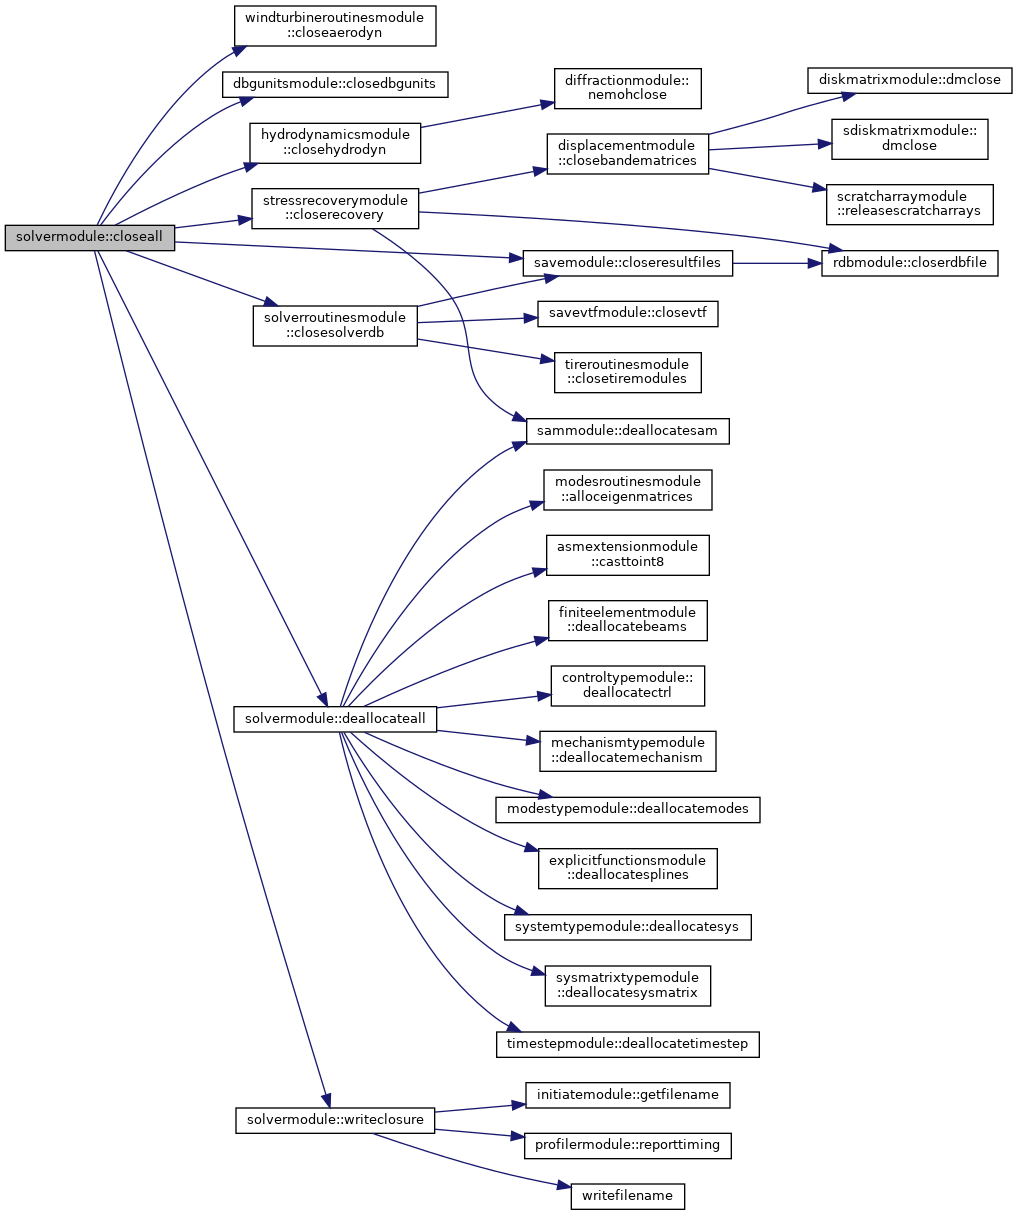 windturbineroutinesmodule
::closeaerodyn
dbgunitsmodule::closedbgunits
diffractionmodule::
nemohclose
diskmatrixmodule::dmclose
hydrodynamicsmodule
::closehydrodyn
displacementmodule
::closebandematrices
sdiskmatrixmodule::
dmclose
stressrecoverymodule
::closerecovery
scratcharraymodule
::releasescratcharrays
solvermodule::closeall
savemodule::closeresultfiles
rdbmodule::closerdbfile
solverroutinesmodule
::closesolverdb
savevtfmodule::closevtf
tireroutinesmodule
::closetiremodules
sammodule::deallocatesam
modesroutinesmodule
::alloceigenmatrices
asmextensionmodule
::casttoint8
finiteelementmodule
::deallocatebeams
controltypemodule::
deallocatectrl
solvermodule::deallocateall
mechanismtypemodule
::deallocatemechanism
modestypemodule::deallocatemodes
explicitfunctionsmodule
::deallocatesplines
systemtypemodule::deallocatesys
sysmatrixtypemodule
::deallocatesysmatrix
timestepmodule::deallocatetimestep
initiatemodule::getfilename
solvermodule::writeclosure
profilermodule::reporttiming
writefilename